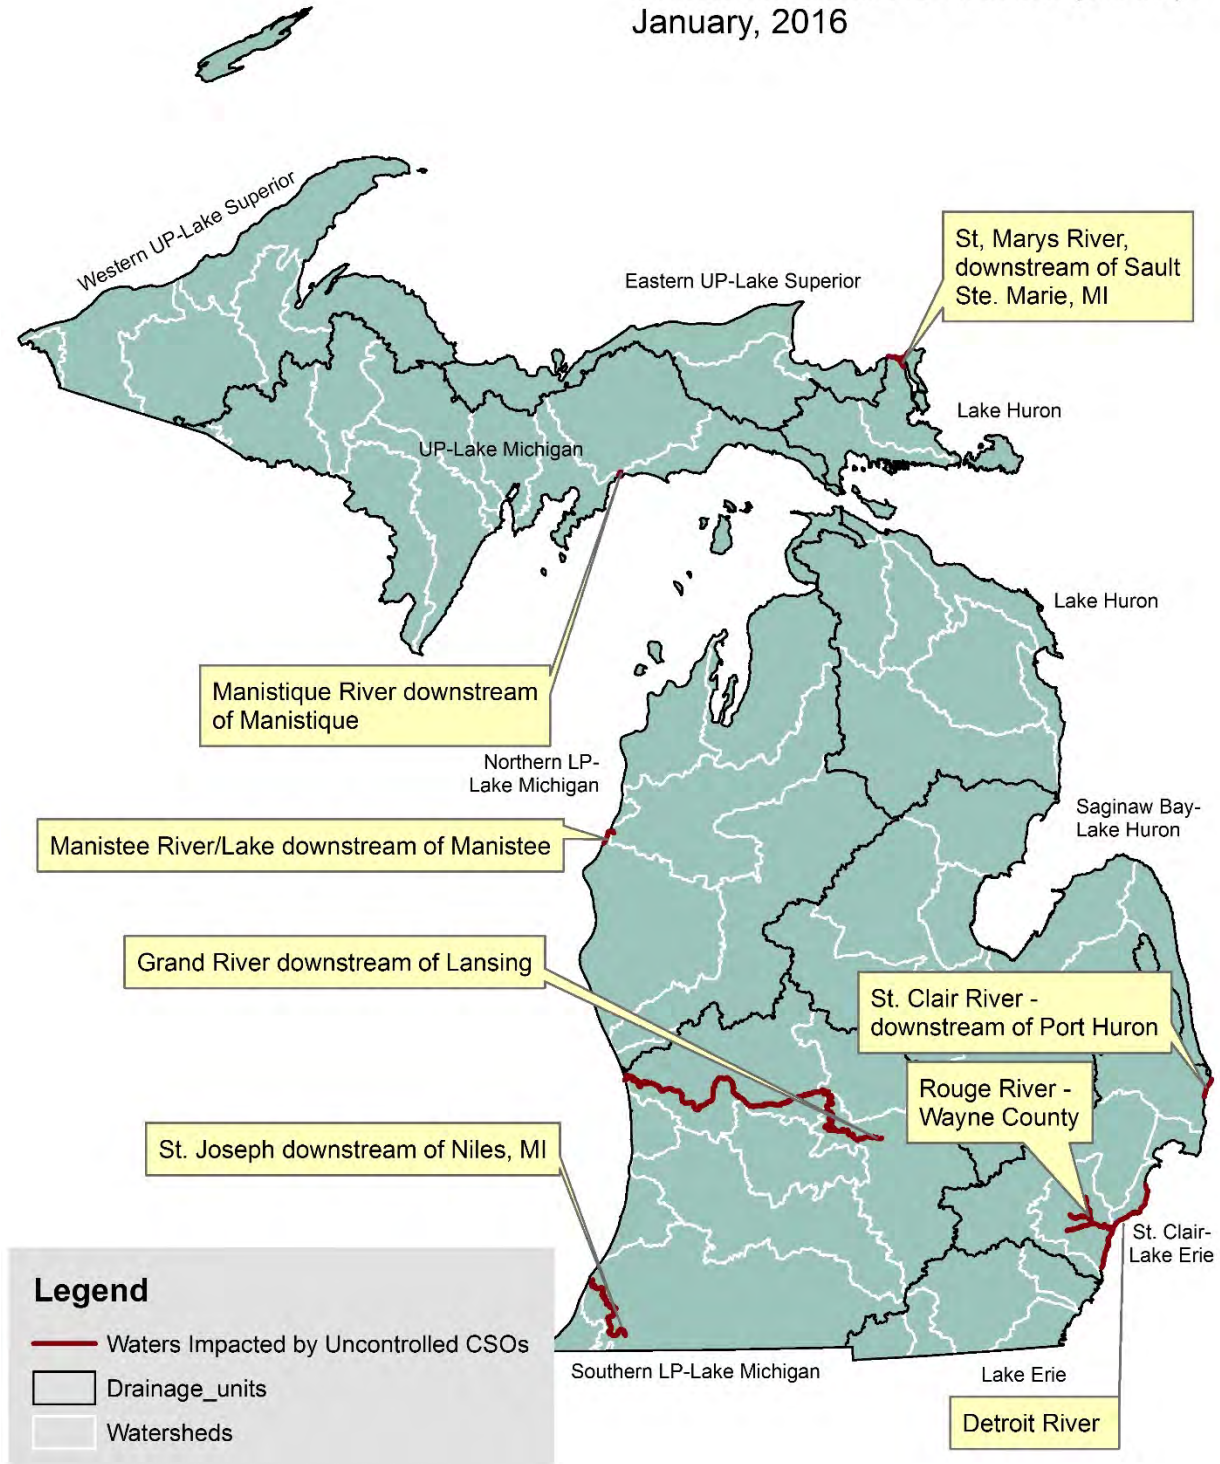 January, 2016
Western UP-Lake Superior
Eastern UP-Lake Superior
St, Marys River,
downstream of Sault
Ste. Marie, MI
Lake Huron
UP-Lake Michigan
Lake Huron
Manistique River downstream
of Manistique
Northern LP-
Lake Michigan
Saginaw Bay-
Lake Huron
Manistee River/Lake downstream of Manistee
Grand River downstream of Lansing
St. Clair River -
downstream of Port Huron
Rouge River -
Wayne County
St. Joseph downstream of Niles, MI
St. Clair-
Lake Erie
Legend
Waters Impacted by Uncontrolled CSOs
Drainage_units
Watersheds
Southern LP-Lake Michigan
Lake Erie
Detroit River